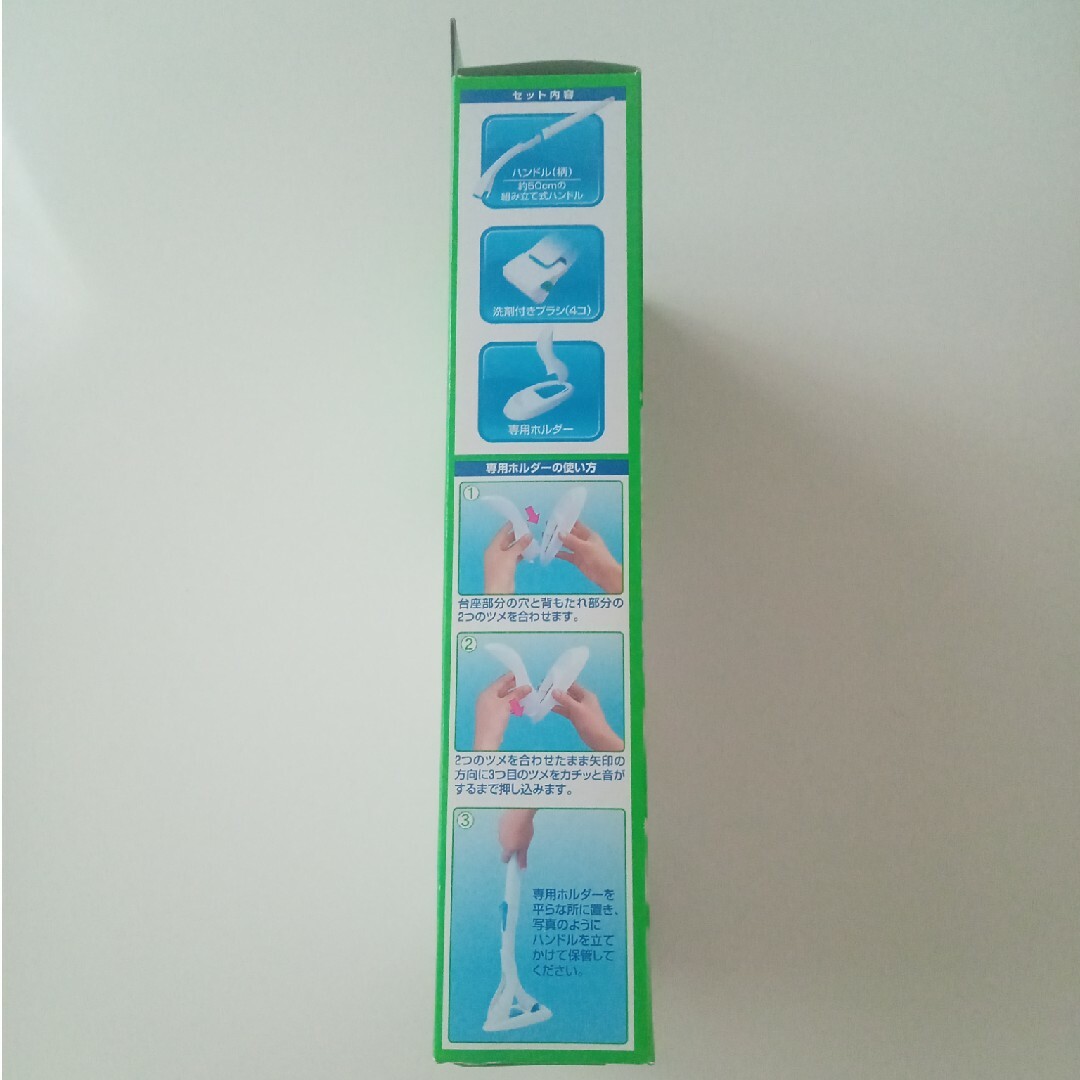 セット内容
ハンドル(柄)
約50cmの
組み立て式ハンドル
洗剤付きブラシ(4コ)
専用ホルダー
専用ホルダーの使い方
①
台座部分の穴と背もたれ部分の
2つのツメを合わせます。
②
2つのツメを合わせたまま矢印の
方向に3つ目のツメをカチッと音が
するまで押し込みます。
③
専用ホルダーを
平らな所に置き、
写真のように
ハンドルを立て
かけて保管して
ください。